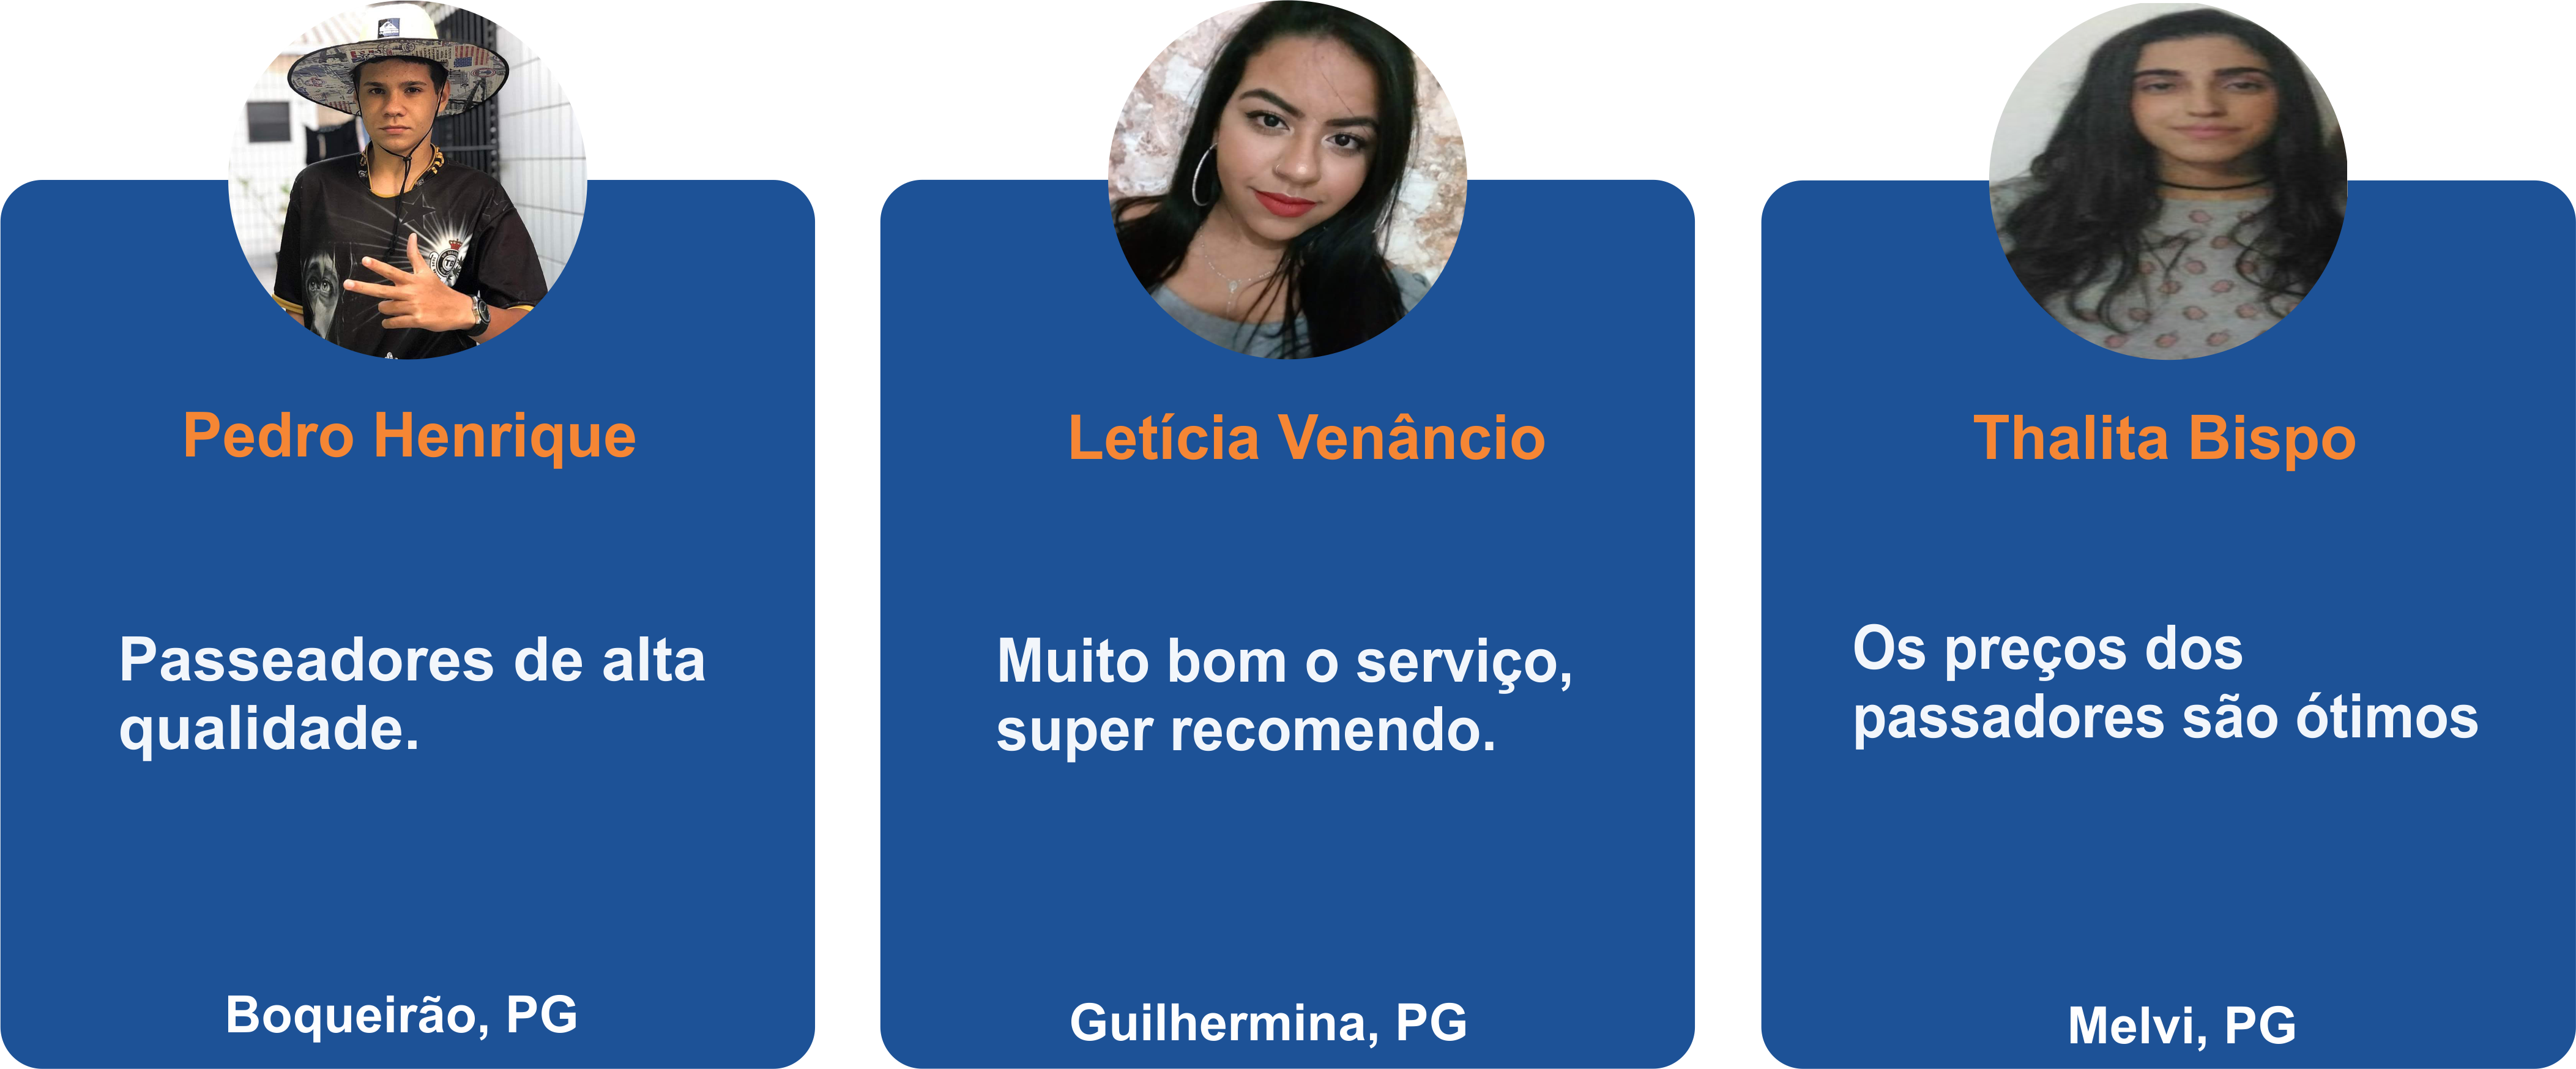 Pedro Henrique
Passeadores de alta
qualidade.
Boqueirão, PG
Letícia Venâncio
Muito bom o serviço,
super recomendo.
Guilhermina, PG
Thalita Bispo
Os preços dos
passadores são ótimos
Melvi, PG